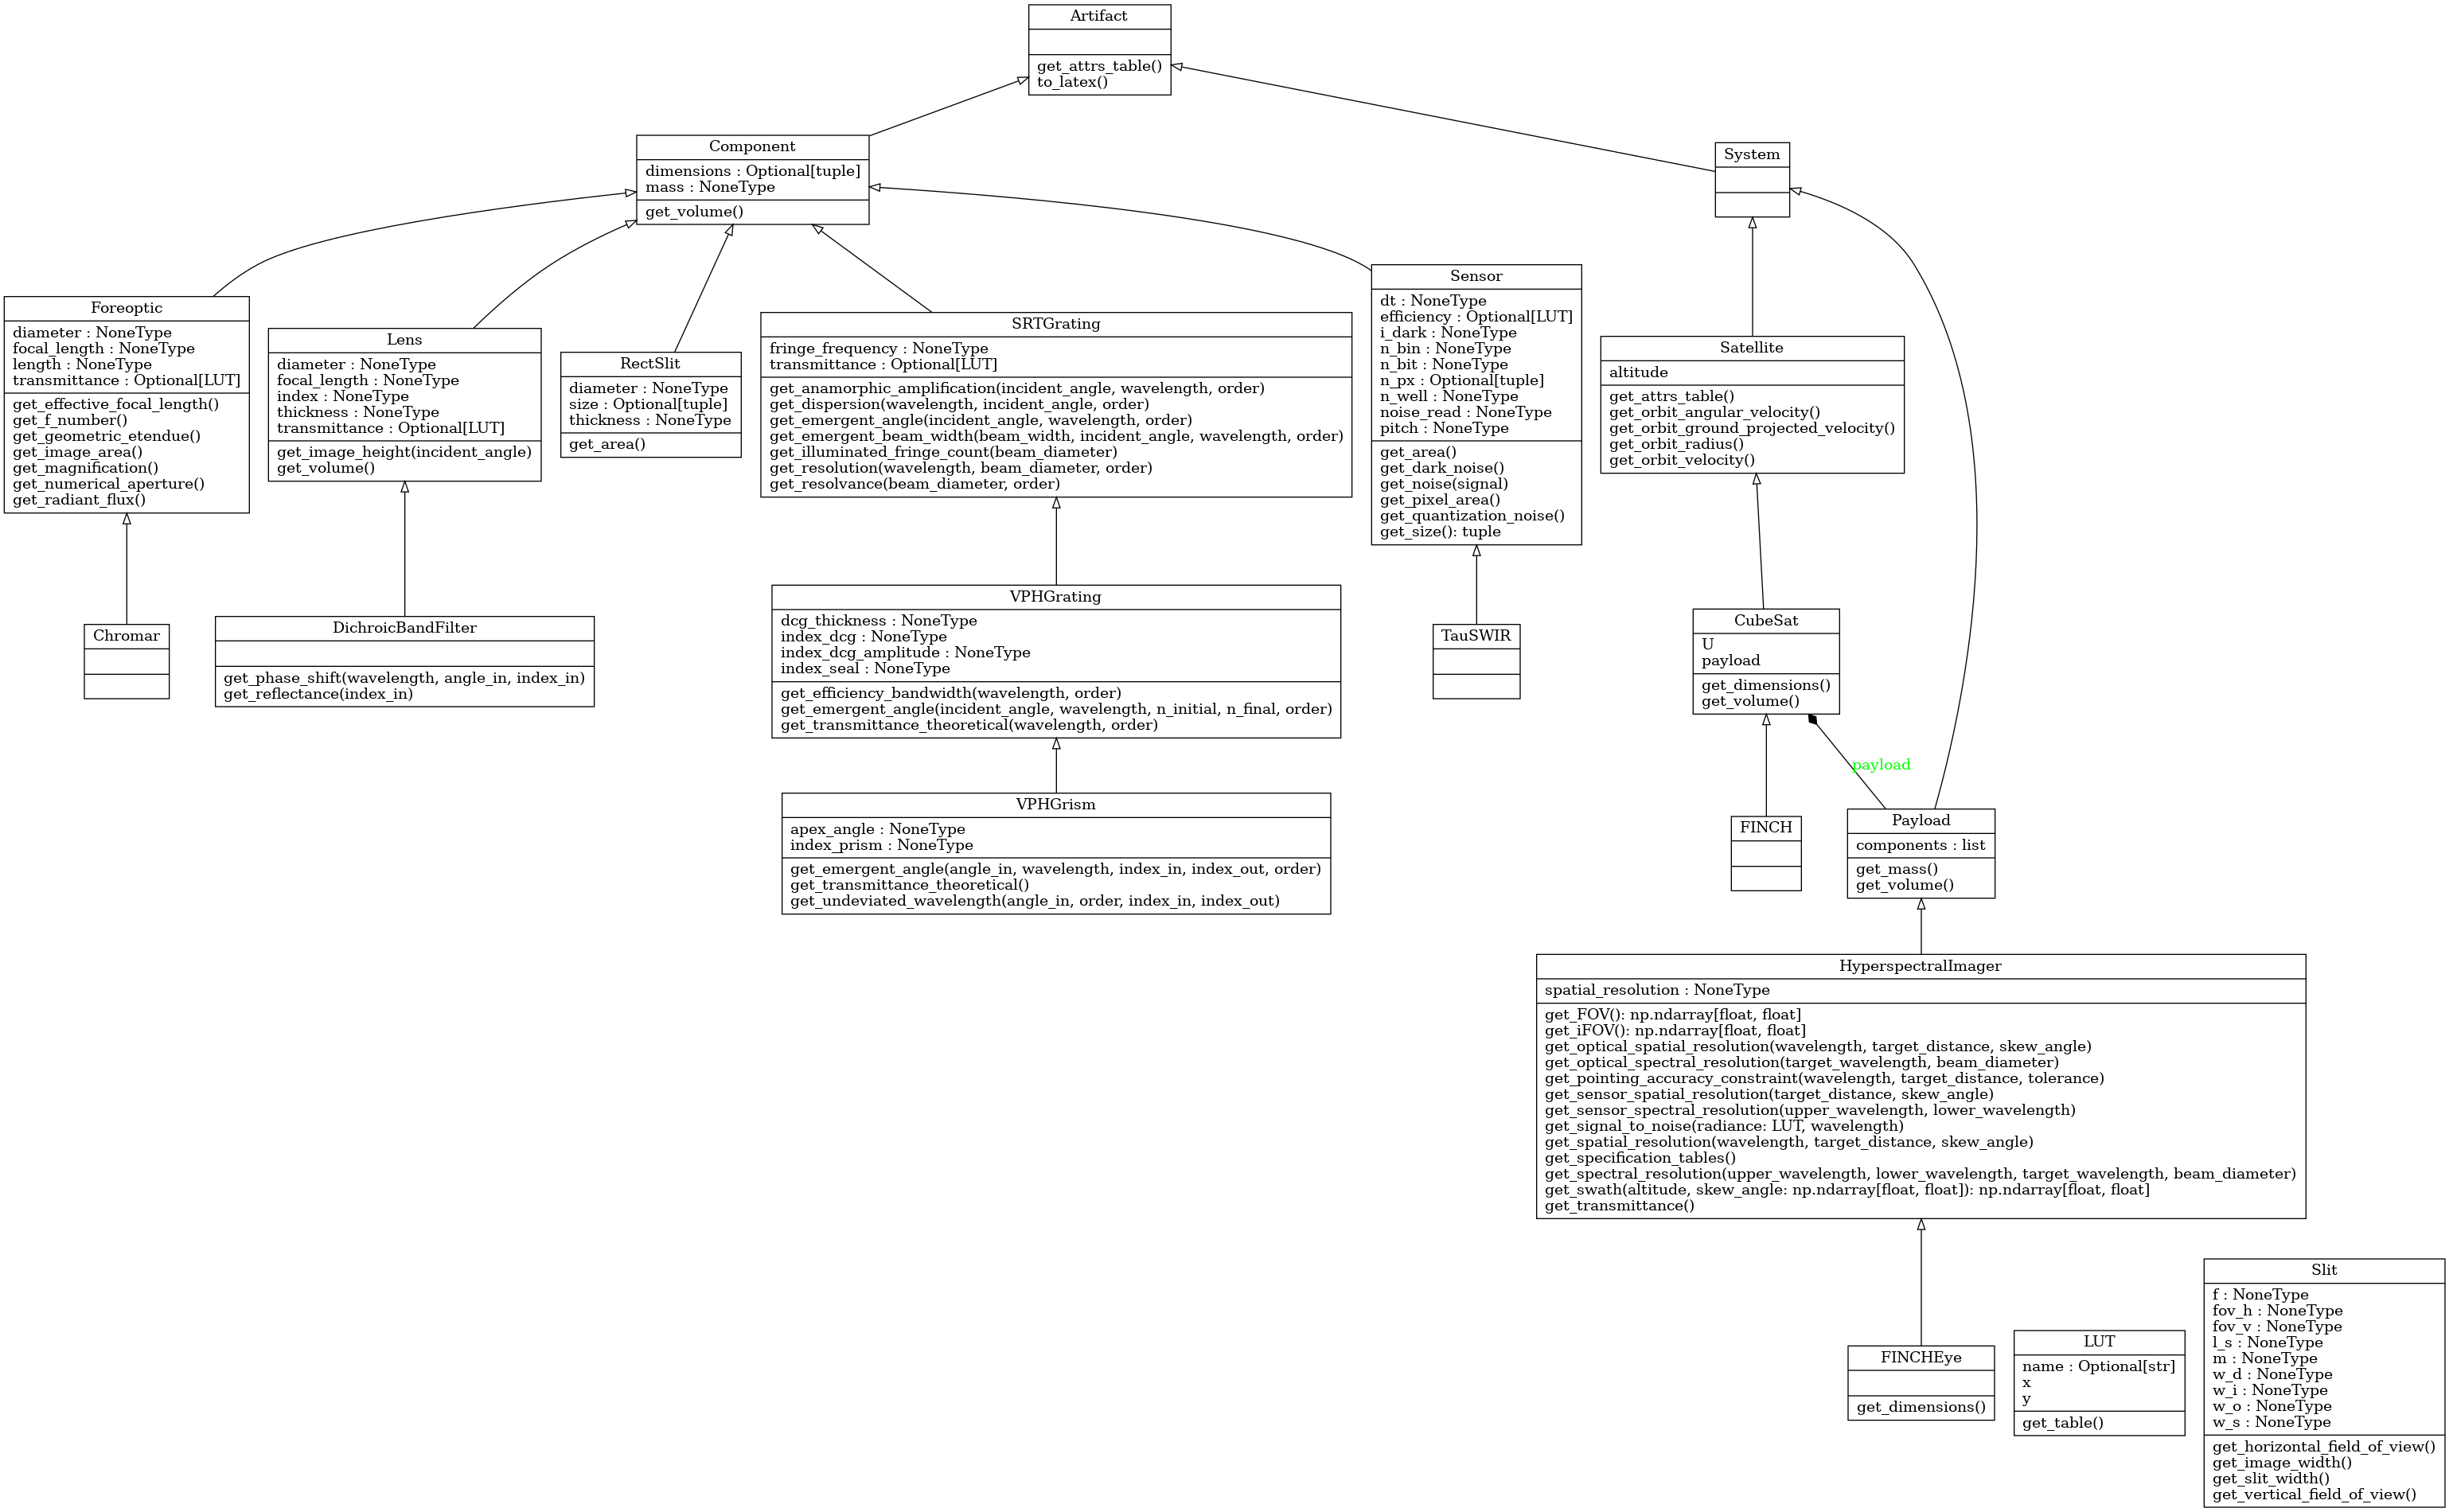 Artifact
get_attrs_table()
to_latex()
Component
dimensions : Optional[tuple]
mass : NoneType
get_volume()
System
Foreoptic
diameter : NoneType
focal_length : NoneType
length : NoneType
transmittance : Optional[LUT]
get_effective_focal_length()
get_f_number()
get_geometric_etendue()
get_image_area()
get_magnification()
get_numerical_aperture()
get_radiant_flux()
Lens
diameter : NoneType
focal_length : NoneType
index : NoneType
thickness : NoneType
transmittance : Optional[LUT]
get_image_height(incident_angle)
get_volume()
RectSlit
diameter : NoneType
size : Optional[tuple]
thickness : NoneType
get_area()
SRTGrating
fringe_frequency : NoneType
transmittance : Optional[LUT]
get_anamorphic_amplification(incident_angle, wavelength, order)
get_dispersion(wavelength, incident_angle, order)
get_emergent_angle(incident_angle, wavelength, order)
get_emergent_beam_width(beam_width, incident_angle, wavelength, order)
get_illuminated_fringe_count(beam_diameter)
get_resolution(wavelength, beam_diameter, order)
get_resolvance(beam_diameter, order)
Sensor
dt : NoneType
efficiency : Optional[LUT]
i_dark : NoneType
n_bin : NoneType
n_bit : NoneType
n_px : Optional[tuple]
n_well : NoneType
noise_read : NoneType
pitch : NoneType
get_area()
get_dark_noise()
get_noise(signal)
get_pixel_area()
get_quantization_noise()
get_size(): tuple
Satellite
altitude
get_attrs_table()
get_orbit_angular_velocity()
get_orbit_ground_projected_velocity()
get_orbit_radius()
get_orbit_velocity()
Chromar
DichroicBandFilter
get_phase_shift(wavelength, angle_in, index_in)
get_reflectance(index_in)
VPHGrating
dcg_thickness : NoneType
index_dcg : NoneType
index_dcg_amplitude : NoneType
index_seal : NoneType
get_efficiency_bandwidth(wavelength, order)
get_emergent_angle(incident_angle, wavelength, n_initial, n_final, order)
get_transmittance_theoretical(wavelength, order)
TauSWIR
CubeSat
U
payload
get_dimensions()
get_volume()
payload
VPHGrism
apex_angle : NoneType
index_prism : NoneType
get_emergent_angle(angle_in, wavelength, index_in, index_out, order)
get_transmittance_theoretical()
get_undeviated_wavelength(angle_in, order, index_in, index_out)
FINCH
Payload
components : list
get_mass()
get_volume()
HyperspectralImager
spatial_resolution : NoneType
get_FOV(): np.ndarray[float, float]
get_iFOV(): np.ndarray[float, float]
get_optical_spatial_resolution(wavelength, target_distance, skew_angle)
get_optical_spectral_resolution(target_wavelength, beam_diameter)
get_pointing_accuracy_constraint(wavelength, target_distance, tolerance)
get_sensor_spatial_resolution(target_distance, skew_angle)
get_sensor_spectral_resolution(upper_wavelength, lower_wavelength)
get_signal_to_noise(radiance: LUT, wavelength)
get_spatial_resolution(wavelength, target_distance, skew_angle)
get_specification_tables()
get_spectral_resolution(upper_wavelength, lower_wavelength, target_wavelength, beam_diameter)
get_swath(altitude, skew_angle: np.ndarray[float, float]): np.ndarray[float, float]
get_transmittance()
FINCHEye
get_dimensions()
LUT
name : Optional[str]
x
y
get_table()
Slit
f : NoneType
fov_h : NoneType
fov_v : NoneType
l_s : NoneType
m : NoneType
w_d : NoneType
w_i : NoneType
w_o : NoneType
w_s : NoneType
get_horizontal_field_of_view()
get_image_width()
get_slit_width()
get_vertical_field_of_view()